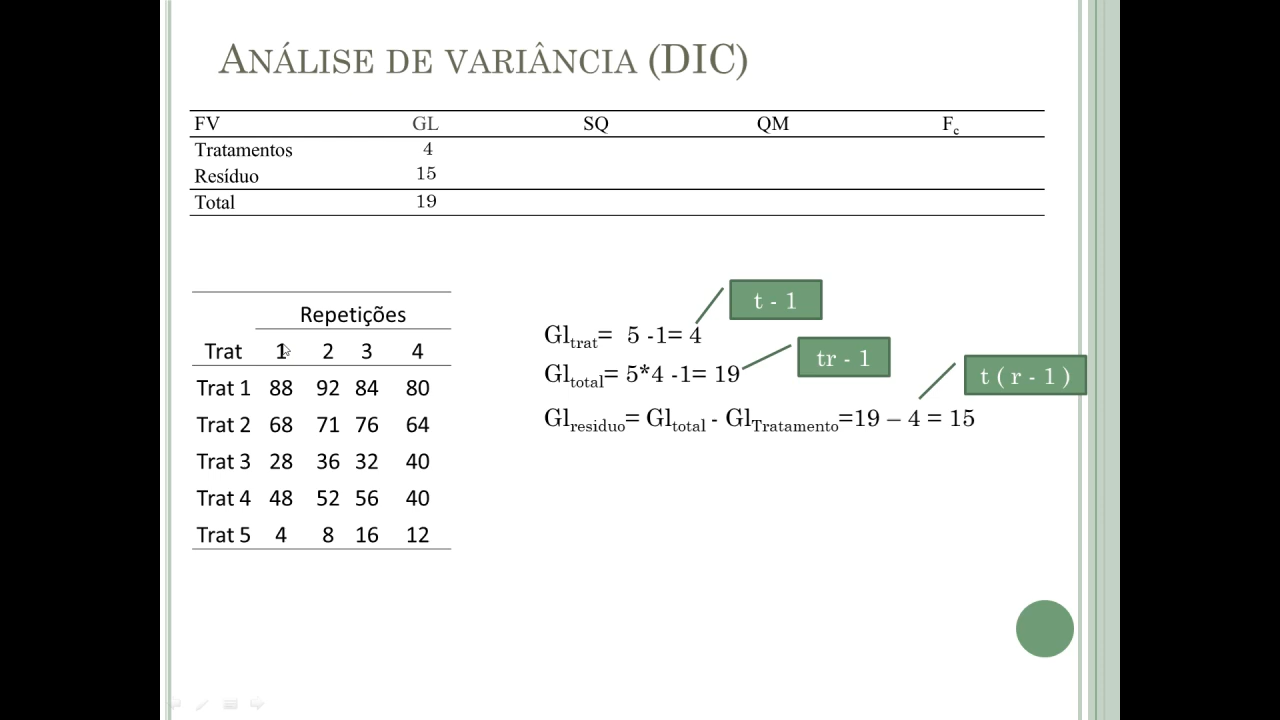 ANÁLISE DE VARIÂNCIA (DIC)
FV GL SQ QM Fc
Tratamentos 4
Resíduo 15
Total 19
Repetições
Trat 1 2 3 4
Trat 1 88 92 84 80
Trat 2 68 71 76 64
Trat 3 28 36 32 40
Trat 4 48 52 56 40
Trat 5 4 8 16 12
t - 1
Gltrat= 5 -1= 4
tr - 1
Gltotal= 5*4 -1= 19
t ( r - 1 )
Glresiduo= Gltotal - GlTratamento=19 – 4 = 15